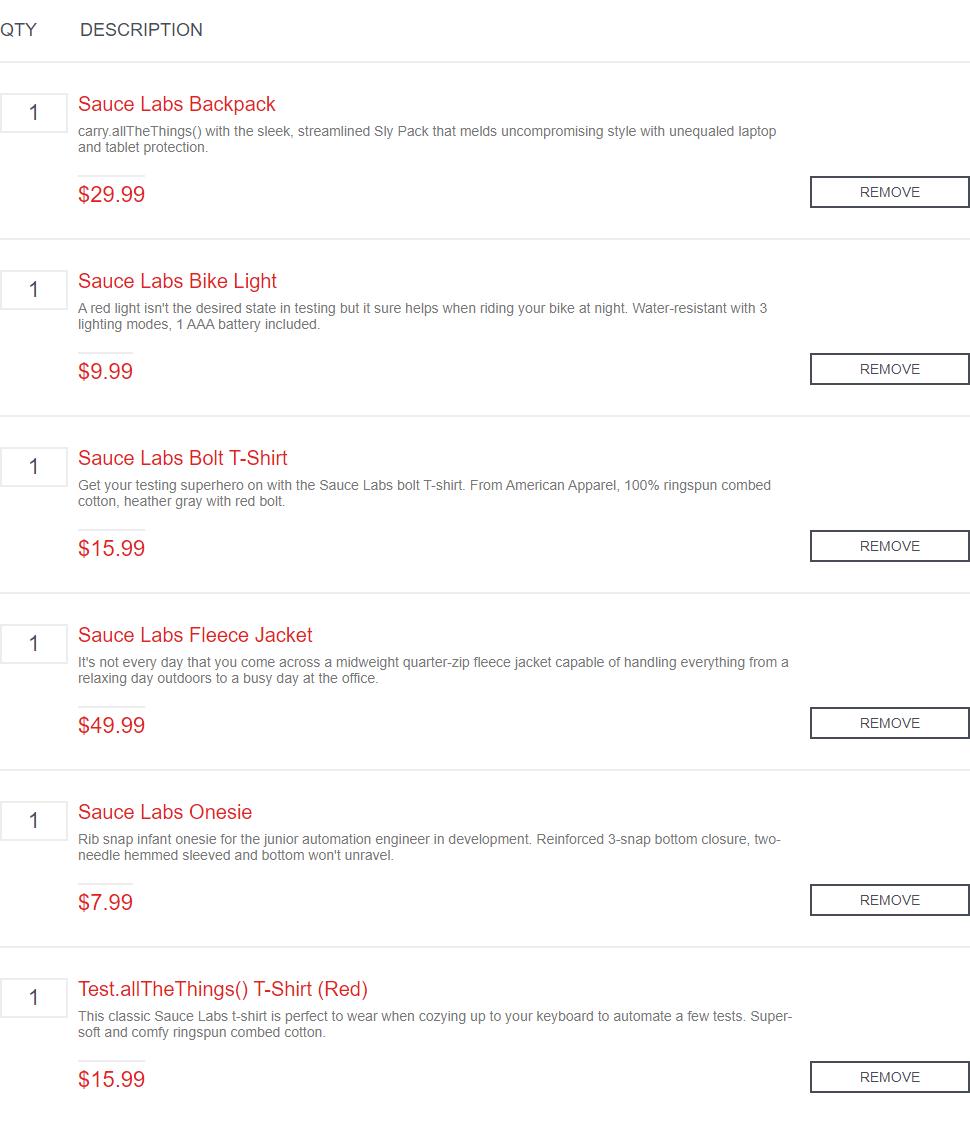 QTY DESCRIPTION
1 Sauce Labs Backpack
carry.allTheThings() with the sleek, streamlined Sly Pack that melds uncompromising style with unequaled laptop
and tablet protection.
$29.99 REMOVE
1 Sauce Labs Bike Light
A red light isn't the desired state in testing but it sure helps when riding your bike at night. Water-resistant with 3
lighting modes, 1 AAA battery included.
$9.99 REMOVE
1 Sauce Labs Bolt T-Shirt
Get your testing superhero on with the Sauce Labs bolt T-shirt. From American Apparel, 100% ringspun combed
cotton, heather gray with red bolt.
$15.99 REMOVE
1 Sauce Labs Fleece Jacket
It's not every day that you come across a midweight quarter-zip fleece jacket capable of handling everything from a
relaxing day outdoors to a busy day at the office.
$49.99 REMOVE
1 Sauce Labs Onesie
Rib snap infant onesie for the junior automation engineer in development. Reinforced 3-snap bottom closure, two-
needle hemmed sleeved and bottom won't unravel.
$7.99 REMOVE
1 Test.allTheThings() T-Shirt (Red)
This classic Sauce Labs t-shirt is perfect to wear when cozying up to your keyboard to automate a few tests. Super-
soft and comfy ringspun combed cotton.
$15.99 REMOVE